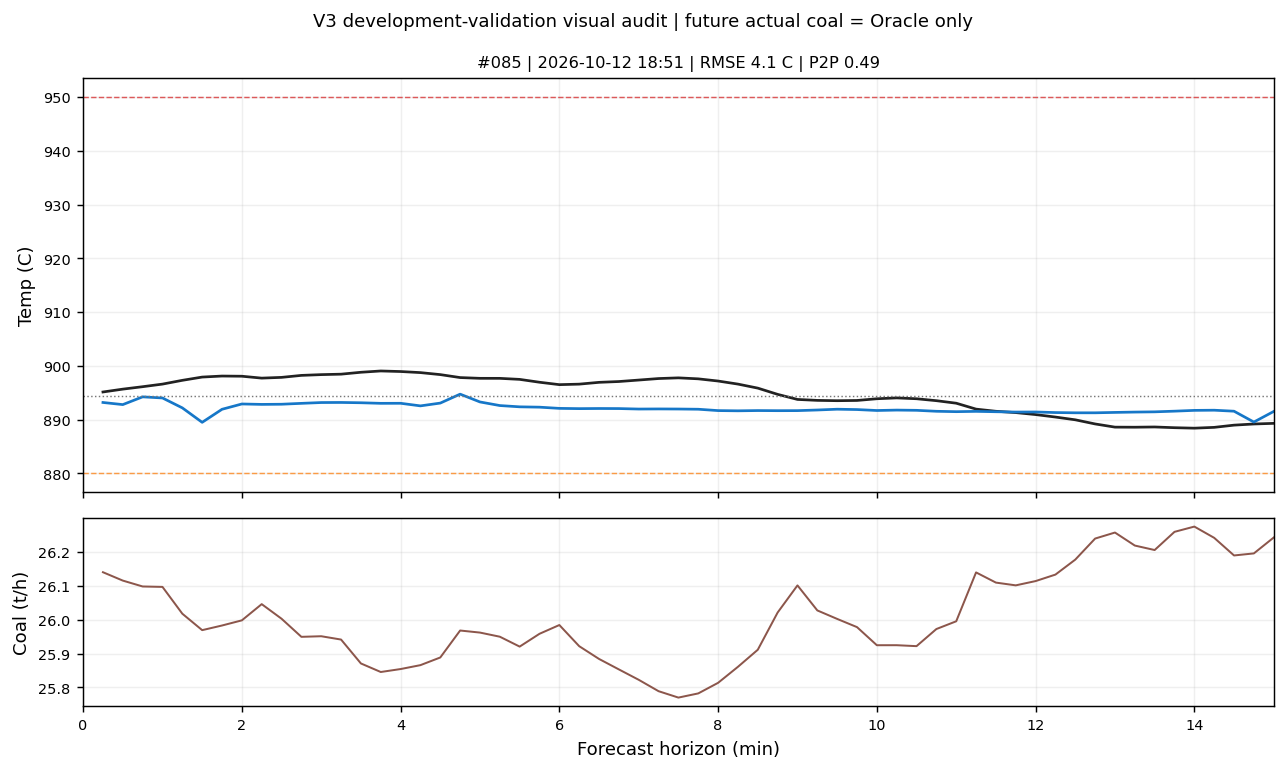 V3 development-validation visual audit | future actual coal = Oracle only
#085 | 2026-10-12 18:51 | RMSE 4.1 C | P2P 0.49
Temp (C)
950
940
930
920
910
900
890
880
Coal (t/h)
26.2
26.1
26.0
25.9
25.8
0 2 4 6 8 10 12 14
Forecast horizon (min)